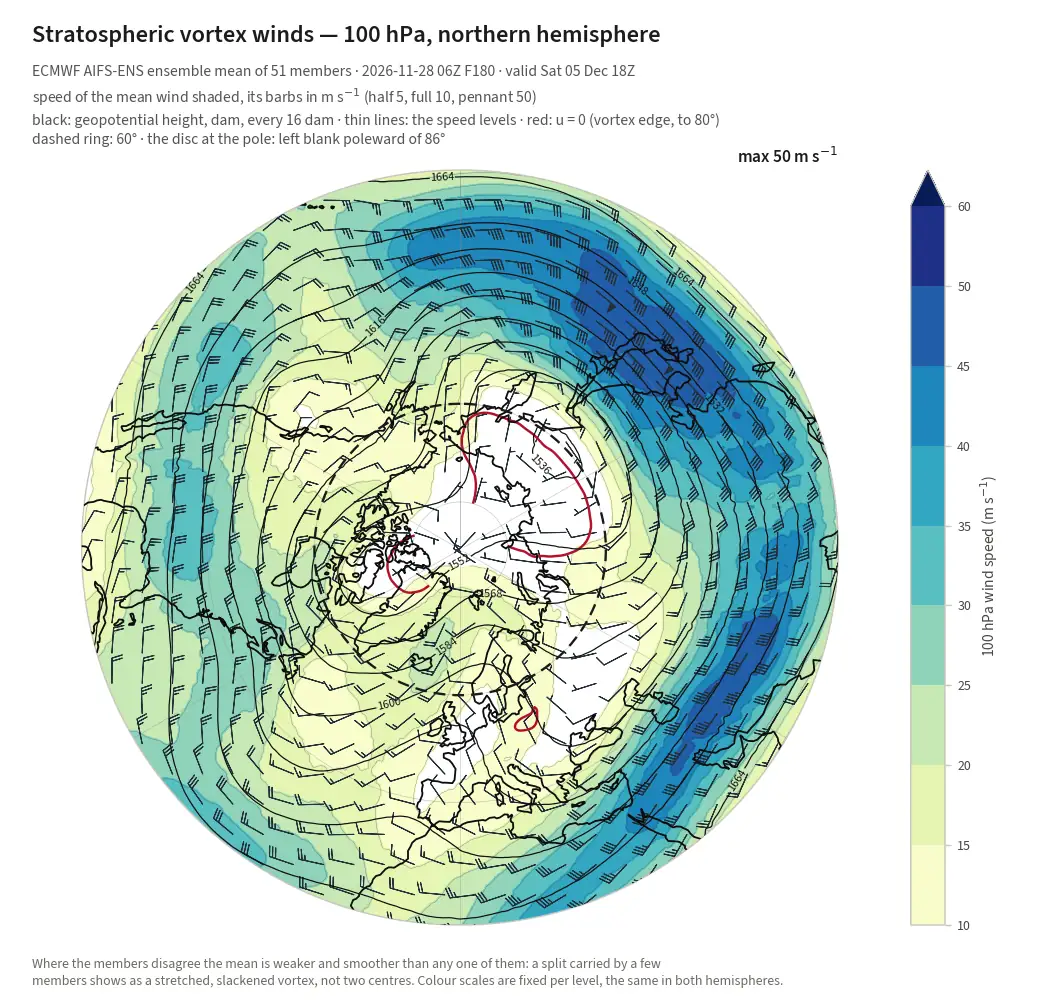 Stratospheric vortex winds — 100 hPa, northern hemisphere
ECMWF AIFS-ENS ensemble mean of 51 members · 2026-11-28 06Z F180 · valid Sat 05 Dec 18Z
speed of the mean wind shaded, its barbs in m s⁻¹ (half 5, full 10, pennant 50)
black: geopotential height, dam, every 16 dam · thin lines: the speed levels · red: u = 0 (vortex edge, to 80°)
dashed ring: 60° · the disc at the pole: left blank poleward of 86°
max 50 m s⁻¹
1664
1664
1664
1648
1616
1632
1536
1552
1568
1584
1600
1664
60
50
45
40
35
30
25
20
15
10
100 hPa wind speed (m s⁻¹)
Where the members disagree the mean is weaker and smoother than any one of them: a split carried by a few
members shows as a stretched, slackened vortex, not two centres. Colour scales are fixed per level, the same in both hemispheres.